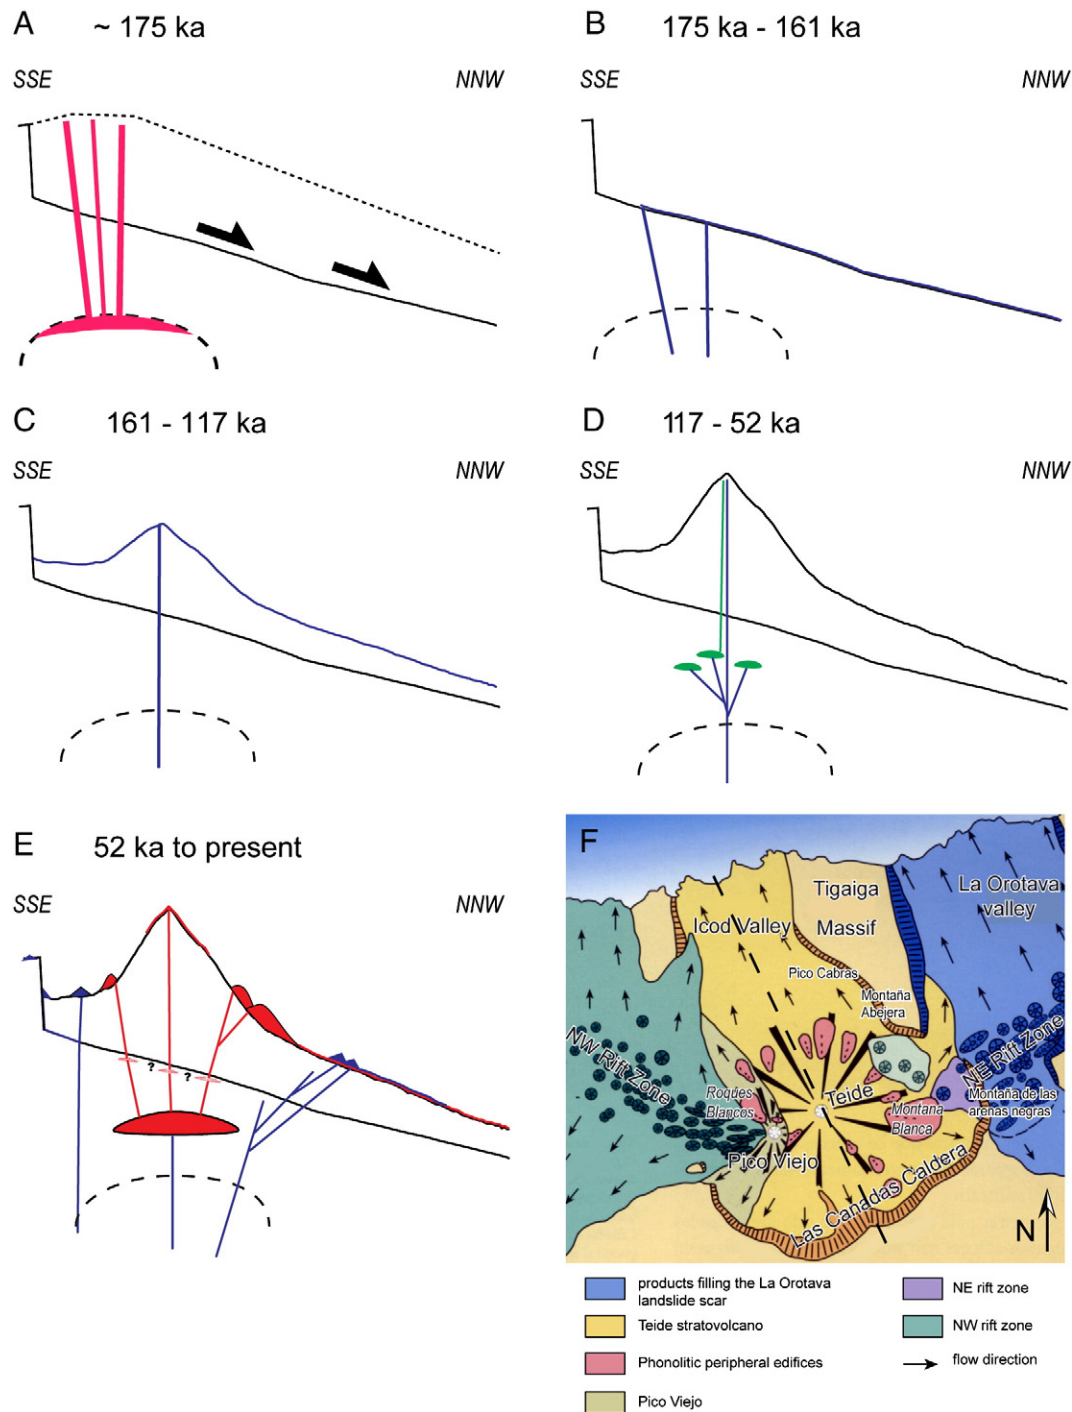 A ~ 175 ka
SSE NNW
B 175 ka - 161 ka
SSE NNW
C 161 - 117 ka
SSE NNW
D 117 - 52 ka
SSE NNW
E 52 ka to present
SSE NNW
? ?
F
La Orotava
valley
Tigaiga
Massif
Icod Valley
Pico Cabras
Montaña
Abejera
NW Rift Zone
NE Rift Zone
Montaña de las
arenas negras
Roques
Blancos
Teide
Montana
Blanca
Pico Viejo
Las Canadas Caldera
N
products filling the La Orotava
landslide scar
Teide stratovolcano
Phonolitic peripheral edifices
Pico Viejo
NE rift zone
NW rift zone
flow direction